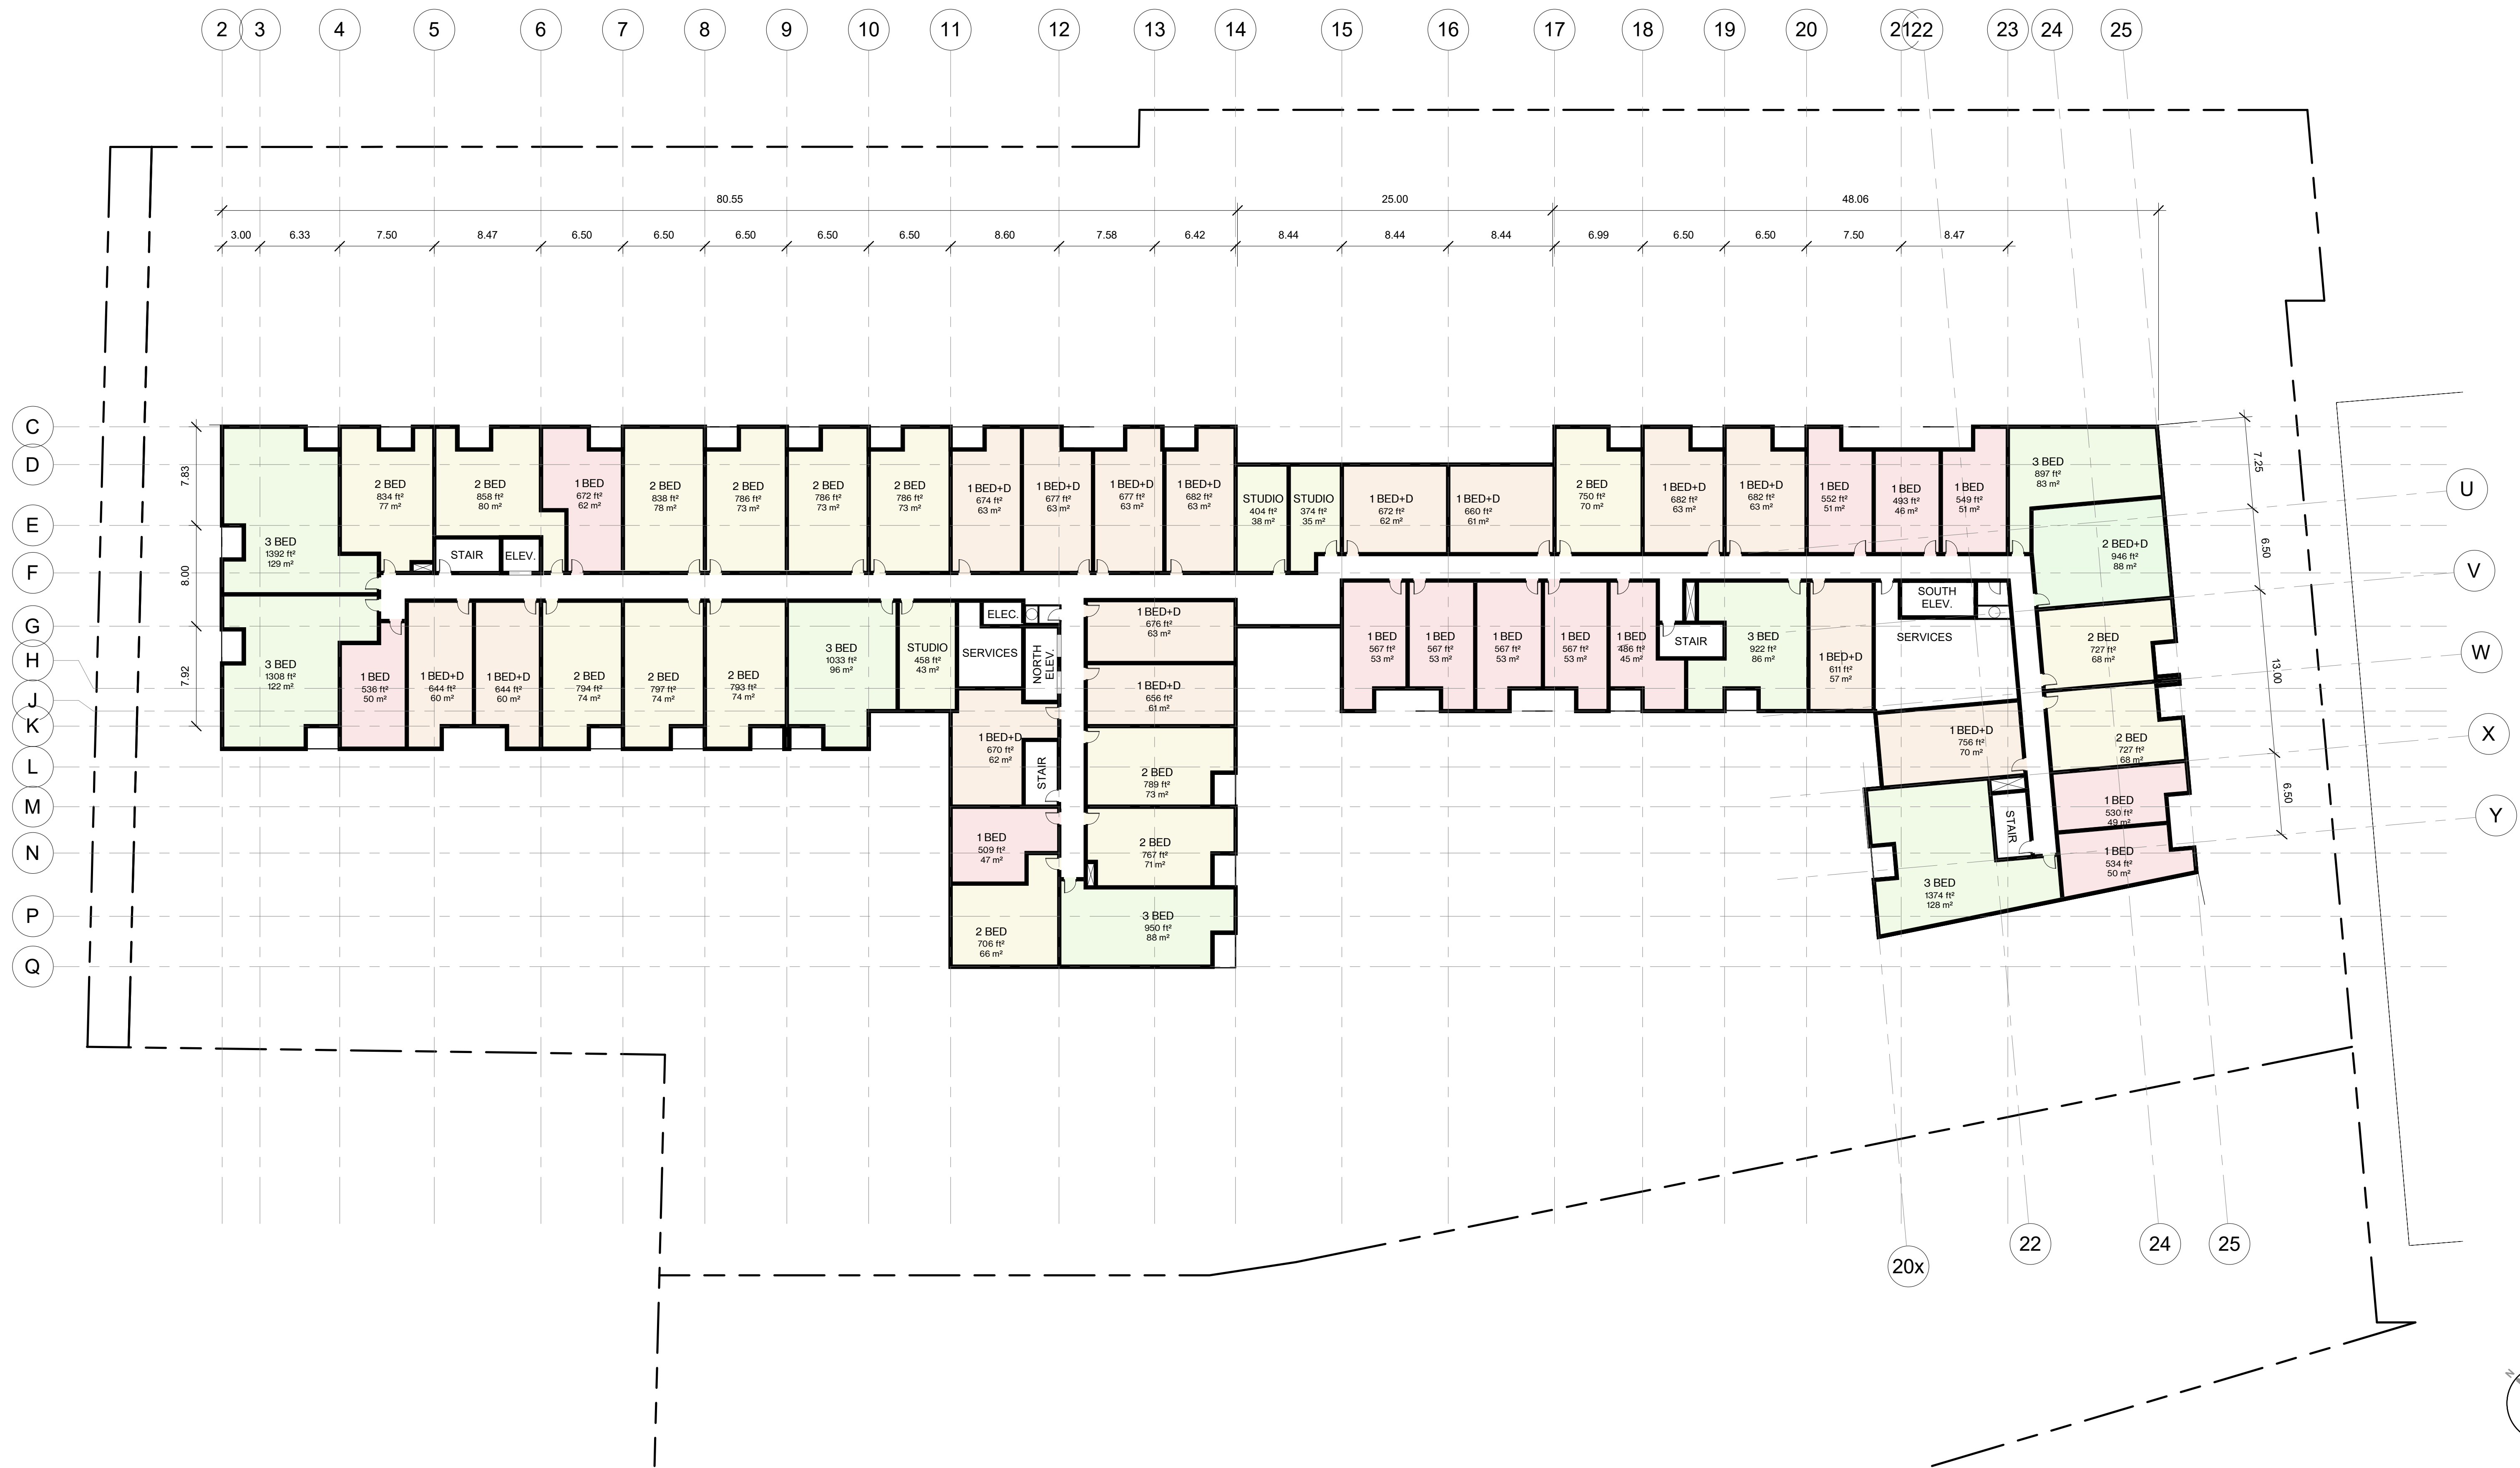 2
3
4
5
6
7
8
9
10
11
12
13
14
15
16
17
18
19
20
21
22
23
24
25
80.55
25.00
48.06
3.00
6.33
7.50
8.47
6.50
6.50
6.50
6.50
6.50
8.60
7.58
6.42
8.44
8.44
8.44
6.99
6.50
6.50
7.50
8.47
C
D
E
F
G
H
J
K
L
M
N
P
Q
7.83
8.00
7.92
3 BED
1392 ft²
129 m²
2 BED
834 ft²
77 m²
2 BED
858 ft²
80 m²
STAIR
ELEV.
1 BED
672 ft²
62 m²
2 BED
838 ft²
78 m²
2 BED
786 ft²
73 m²
2 BED
786 ft²
73 m²
2 BED
786 ft²
73 m²
1 BED+D
674 ft²
63 m²
1 BED+D
677 ft²
63 m²
1 BED+D
677 ft²
63 m²
1 BED+D
682 ft²
63 m²
STUDIO
404 ft²
38 m²
STUDIO
374 ft²
35 m²
1 BED+D
672 ft²
62 m²
1 BED+D
660 ft²
61 m²
2 BED
750 ft²
70 m²
1 BED+D
682 ft²
63 m²
1 BED+D
682 ft²
63 m²
1 BED
552 ft²
51 m²
1 BED
493 ft²
46 m²
1 BED
549 ft²
51 m²
3 BED
897 ft²
83 m²
2 BED+D
946 ft²
88 m²
3 BED
1308 ft²
122 m²
1 BED
536 ft²
50 m²
1 BED+D
644 ft²
60 m²
1 BED+D
644 ft²
60 m²
2 BED
794 ft²
74 m²
2 BED
797 ft²
74 m²
2 BED
793 ft²
74 m²
3 BED
1033 ft²
96 m²
STUDIO
458 ft²
43 m²
ELEC.
SERVICES
NORTH
ELEV.
1 BED+D
676 ft²
63 m²
1 BED+D
656 ft²
61 m²
1 BED+D
670 ft²
62 m²
STAIR
2 BED
789 ft²
73 m²
1 BED
509 ft²
47 m²
2 BED
767 ft²
71 m²
2 BED
706 ft²
66 m²
3 BED
950 ft²
88 m²
1 BED
567 ft²
53 m²
1 BED
567 ft²
53 m²
1 BED
567 ft²
53 m²
1 BED
567 ft²
53 m²
1 BED
486 ft²
45 m²
STAIR
3 BED
922 ft²
86 m²
1 BED+D
611 ft²
57 m²
SOUTH
ELEV.
SERVICES
2 BED
727 ft²
68 m²
2 BED
727 ft²
68 m²
1 BED+D
756 ft²
70 m²
STAIR
1 BED
530 ft²
49 m²
1 BED
534 ft²
50 m²
3 BED
1374 ft²
128 m²
7.25
6.50
13.00
6.50
U
V
W
X
Y
20x
22
24
25
N